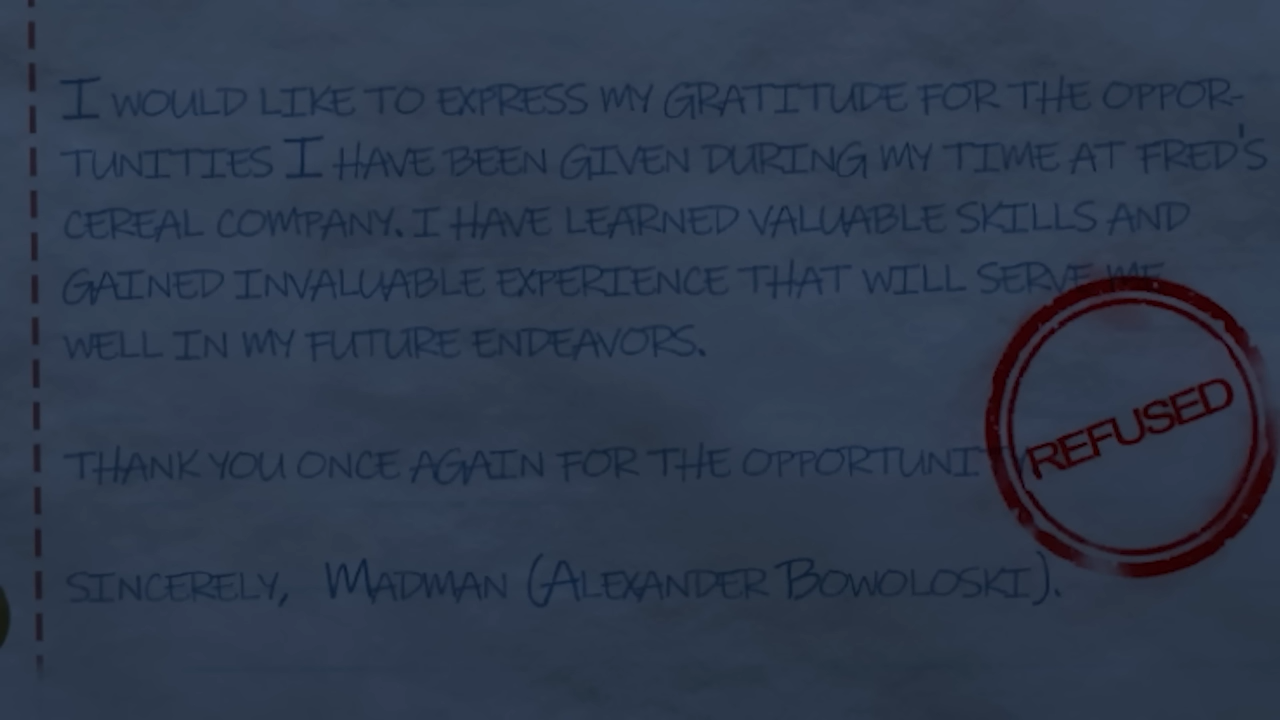 I WOULD LIKE TO EXPRESS MY GRATITUDE FOR THE OPPOR-
TUNITIES I HAVE BEEN GIVEN DURING MY TIME AT FRED'S
CEREAL COMPANY. I HAVE LEARNED VALUABLE SKILLS AND
GAINED INVALUABLE EXPERIENCE THAT WILL SERVE ME
WELL IN MY FUTURE ENDEAVORS.
THANK YOU ONCE AGAIN FOR THE OPPORTUNI
REFUSED
SINCERELY, MADMAN (ALEXANDER BOWOLOSKI).